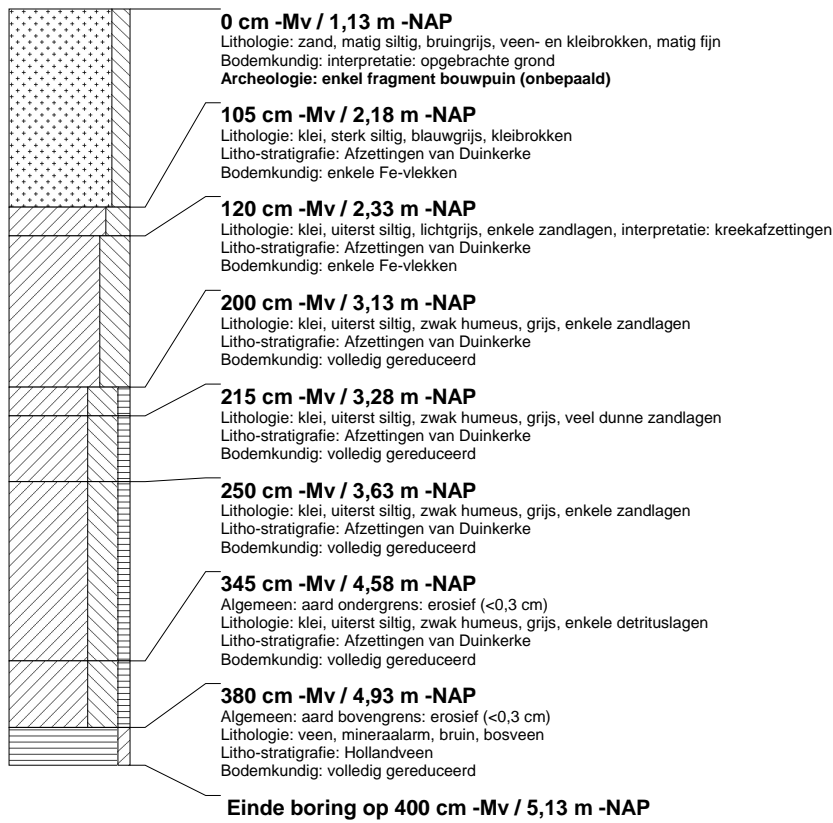 0 cm -Mv / 1,13 m -NAP
Lithologie: zand, matig siltig, bruingrijs, veen- en kleibrokken, matig fijn
Bodemkundig: interpretatie: opgebrachte grond
Archeologie: enkel fragment bouwpuin (onbepaald)
105 cm -Mv / 2,18 m -NAP
Lithologie: klei, sterk siltig, blauwgrijs, kleibrokken
Litho-stratigrafie: Afzettingen van Duinkerke
Bodemkundig: enkele Fe-vlekken
120 cm -Mv / 2,33 m -NAP
Lithologie: klei, uiterst siltig, lichtgrijs, enkele zandlagen, interpretatie: kreekafzettingen
Litho-stratigrafie: Afzettingen van Duinkerke
Bodemkundig: enkele Fe-vlekken
200 cm -Mv / 3,13 m -NAP
Lithologie: klei, uiterst siltig, zwak humeus, grijs, enkele zandlagen
Litho-stratigrafie: Afzettingen van Duinkerke
Bodemkundig: volledig gereduceerd
215 cm -Mv / 3,28 m -NAP
Lithologie: klei, uiterst siltig, zwak humeus, grijs, veel dunne zandlagen
Litho-stratigrafie: Afzettingen van Duinkerke
Bodemkundig: volledig gereduceerd
250 cm -Mv / 3,63 m -NAP
Lithologie: klei, uiterst siltig, zwak humeus, grijs, enkele zandlagen
Litho-stratigrafie: Afzettingen van Duinkerke
Bodemkundig: volledig gereduceerd
345 cm -Mv / 4,58 m -NAP
Algemeen: aard ondergrens: erosief (<0,3 cm)
Lithologie: klei, uiterst siltig, zwak humeus, grijs, enkele detrituslagen
Litho-stratigrafie: Afzettingen van Duinkerke
Bodemkundig: volledig gereduceerd
380 cm -Mv / 4,93 m -NAP
Algemeen: aard bovengrens: erosief (<0,3 cm)
Lithologie: veen, mineraalarm, bruin, bosveen
Litho-stratigrafie: Hollandveen
Bodemkundig: volledig gereduceerd
Einde boring op 400 cm -Mv / 5,13 m -NAP